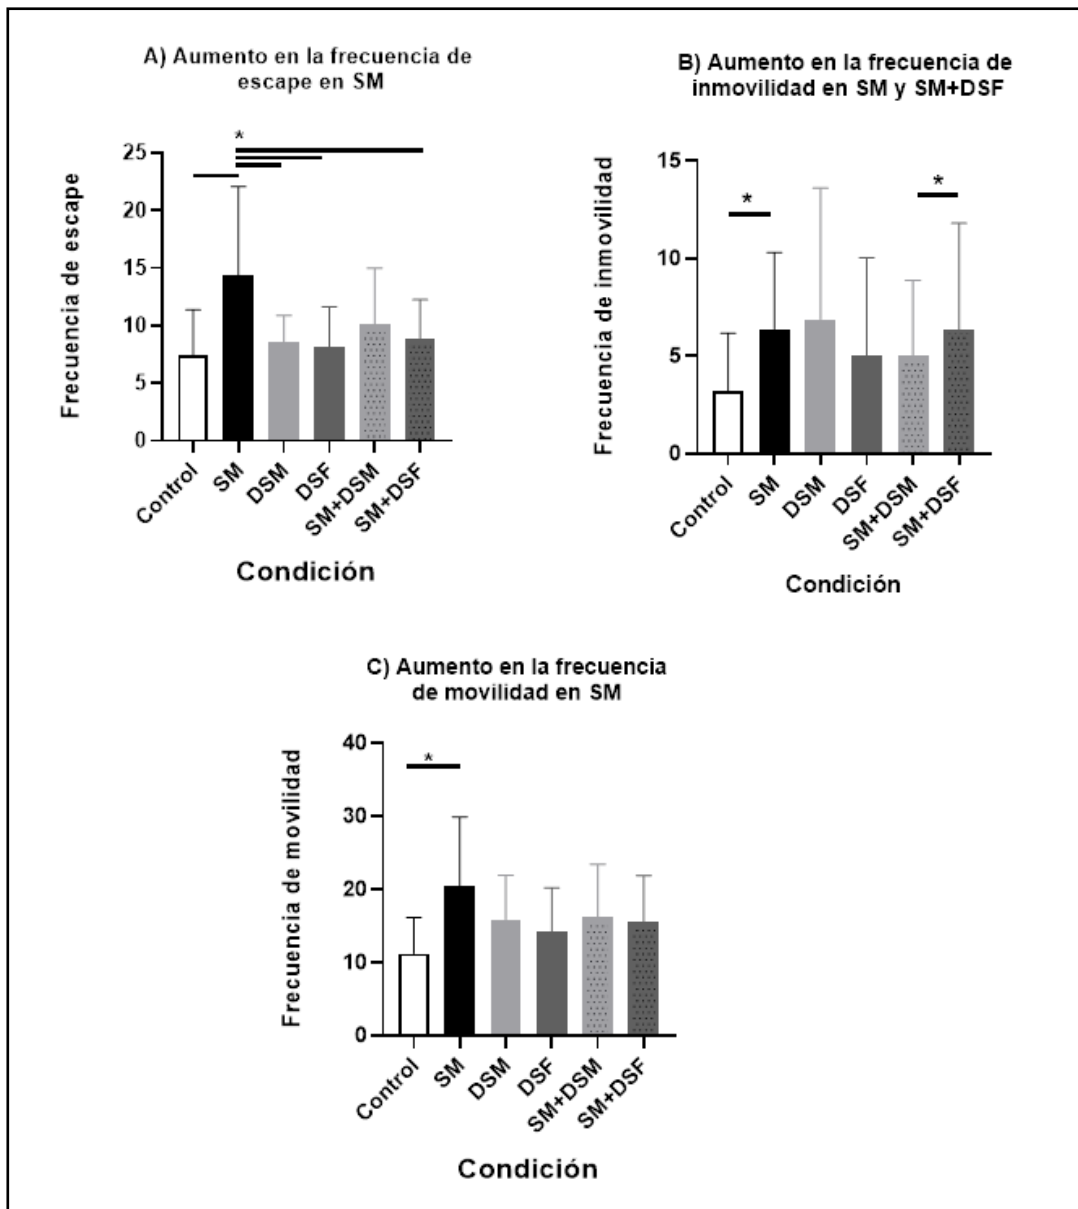 A) Aumento en la frecuencia de
escape en SM
*
25
20
15
10
5
0
Frecuencia de escape
Control
SM
DSM
DSF
SM+DSM
SM+DSF
Condición
B) Aumento en la frecuencia de
inmovilidad en SM y SM+DSF
*
*
15
10
5
0
Frecuencia de inmovilidad
Control
SM
DSM
DSF
SM+DSM
SM+DSF
Condición
C) Aumento en la frecuencia
de movilidad en SM
*
40
30
20
10
0
Frecuencia de movilidad
Control
SM
DSM
DSF
SM+DSM
SM+DSF
Condición